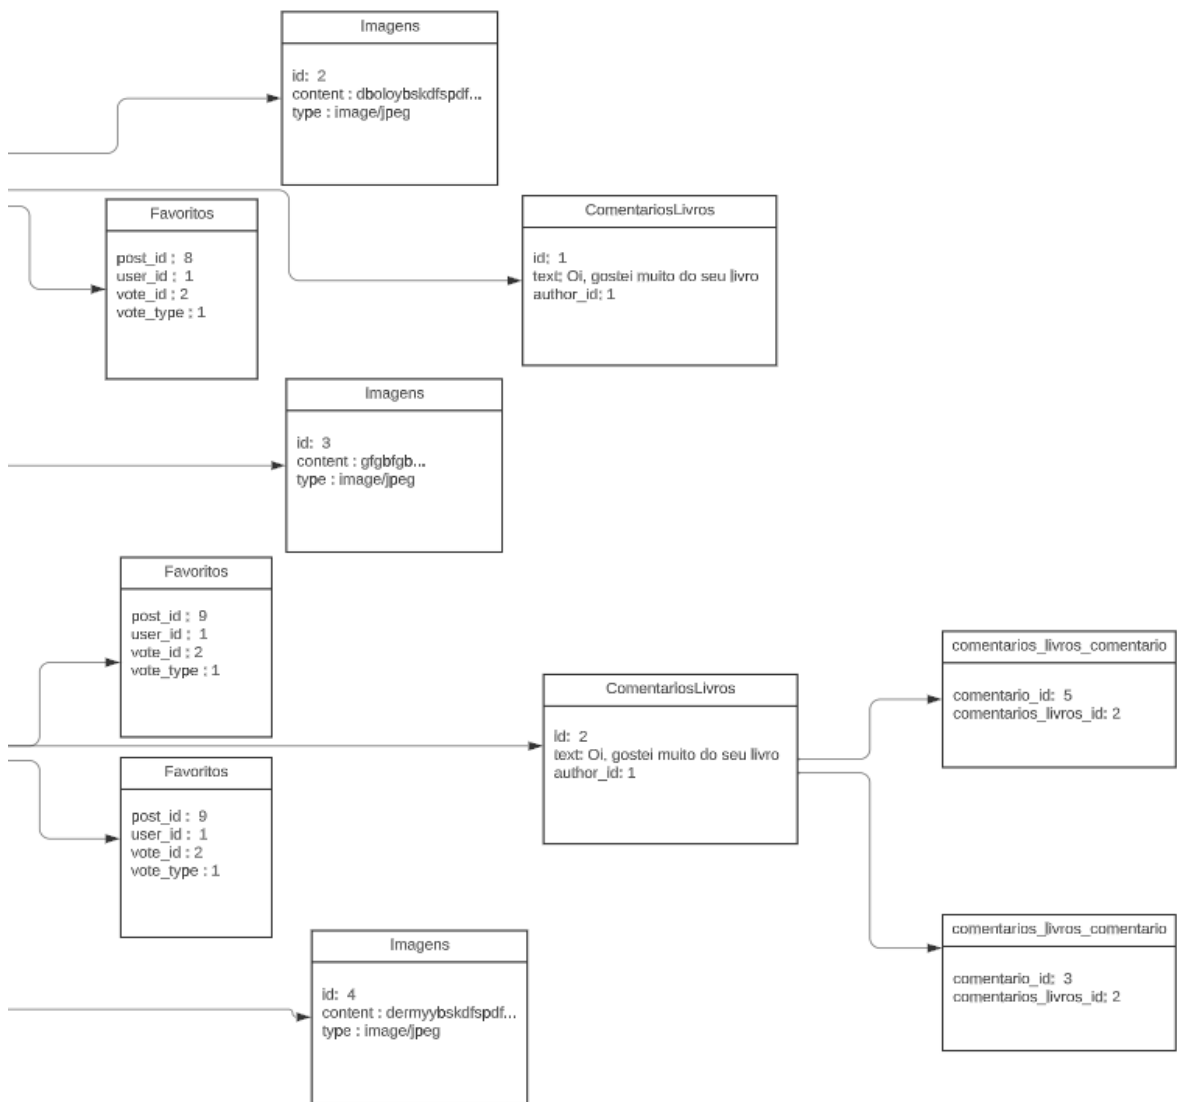 Imagens
id: 2
content : dboloybskdfspdf...
type : image/jpeg
Favoritos
post_id : 8
user_id : 1
vote_id : 2
vote_type : 1
ComentariosLivros
id: 1
text: Oi, gostei muito do seu livro
author_id: 1
Imagens
id: 3
content : gfgbfgb...
type : image/jpeg
Favoritos
post_id : 9
user_id : 1
vote_id : 2
vote_type : 1
ComentariosLivros
id: 2
text: Oi, gostei muito do seu livro
author_id: 1
comentarios_livros_comentario
comentario_id: 5
comentarios_livros_id: 2
Favoritos
post_id : 9
user_id : 1
vote_id : 2
vote_type : 1
comentarios_livros_comentario
comentario_id: 3
comentarios_livros_id: 2
Imagens
id: 4
content : dermyybskdfspdf...
type : image/jpeg